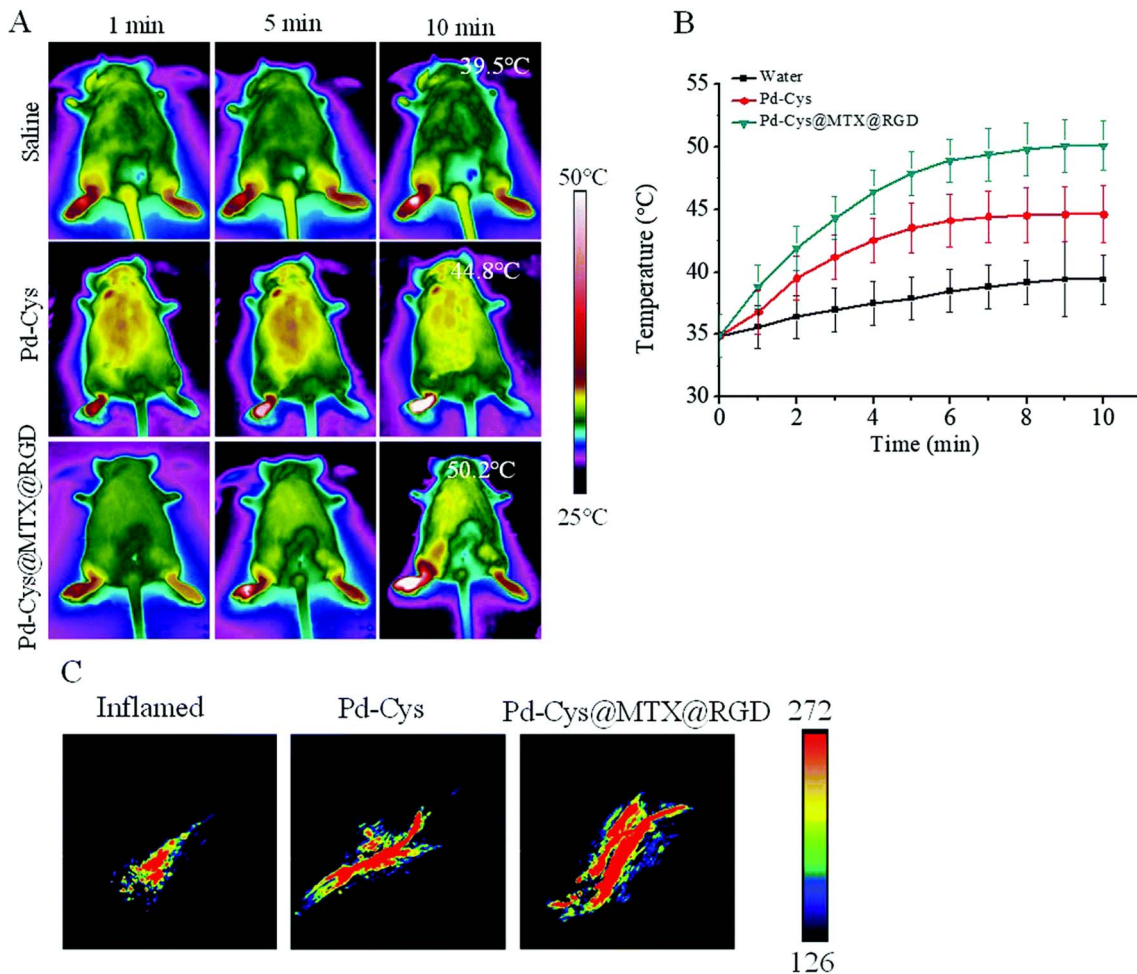 A
1 min
5 min
10 min
Saline
39.5°C
Pd-Cys
44.8°C
Pd-Cys@MTX@RGD
50.2°C
50°C
25°C
B
Water
Pd-Cys
Pd-Cys@MTX@RGD
Temperature (°C)
55
50
45
40
35
30
0
2
4
6
8
10
Time (min)
C
Inflamed
Pd-Cys
Pd-Cys@MTX@RGD
272
126